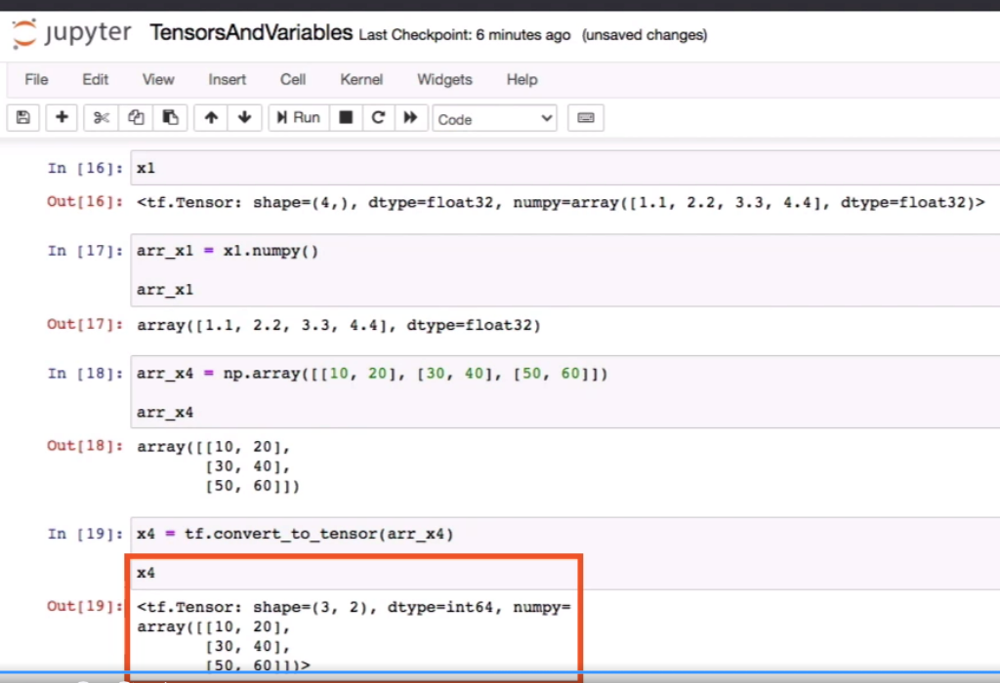 jupyter TensorsAndVariables Last Checkpoint: 6 minutes ago (unsaved changes)
File Edit View Insert Cell Kernel Widgets Help
Run Code
In [16]: x1
Out[16]: <tf.Tensor: shape=(4,), dtype=float32, numpy=array([1.1, 2.2, 3.3, 4.4], dtype=float32)>
In [17]: arr_x1 = x1.numpy()
arr_x1
Out[17]: array([1.1, 2.2, 3.3, 4.4], dtype=float32)
In [18]: arr_x4 = np.array([[10, 20], [30, 40], [50, 60]])
arr_x4
Out[18]: array([[10, 20],
[30, 40],
[50, 60]])
In [19]: x4 = tf.convert_to_tensor(arr_x4)
x4
Out[19]: <tf.Tensor: shape=(3, 2), dtype=int64, numpy=
array([[10, 20],
[30, 40],
[50, 60]])>